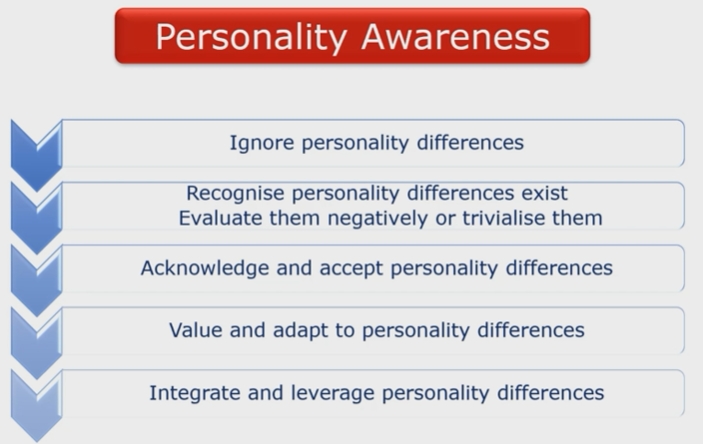 Personality Awareness
Ignore personality differences
Recognise personality differences exist
Evaluate them negatively or trivialise them
Acknowledge and accept personality differences
Value and adapt to personality differences
Integrate and leverage personality differences